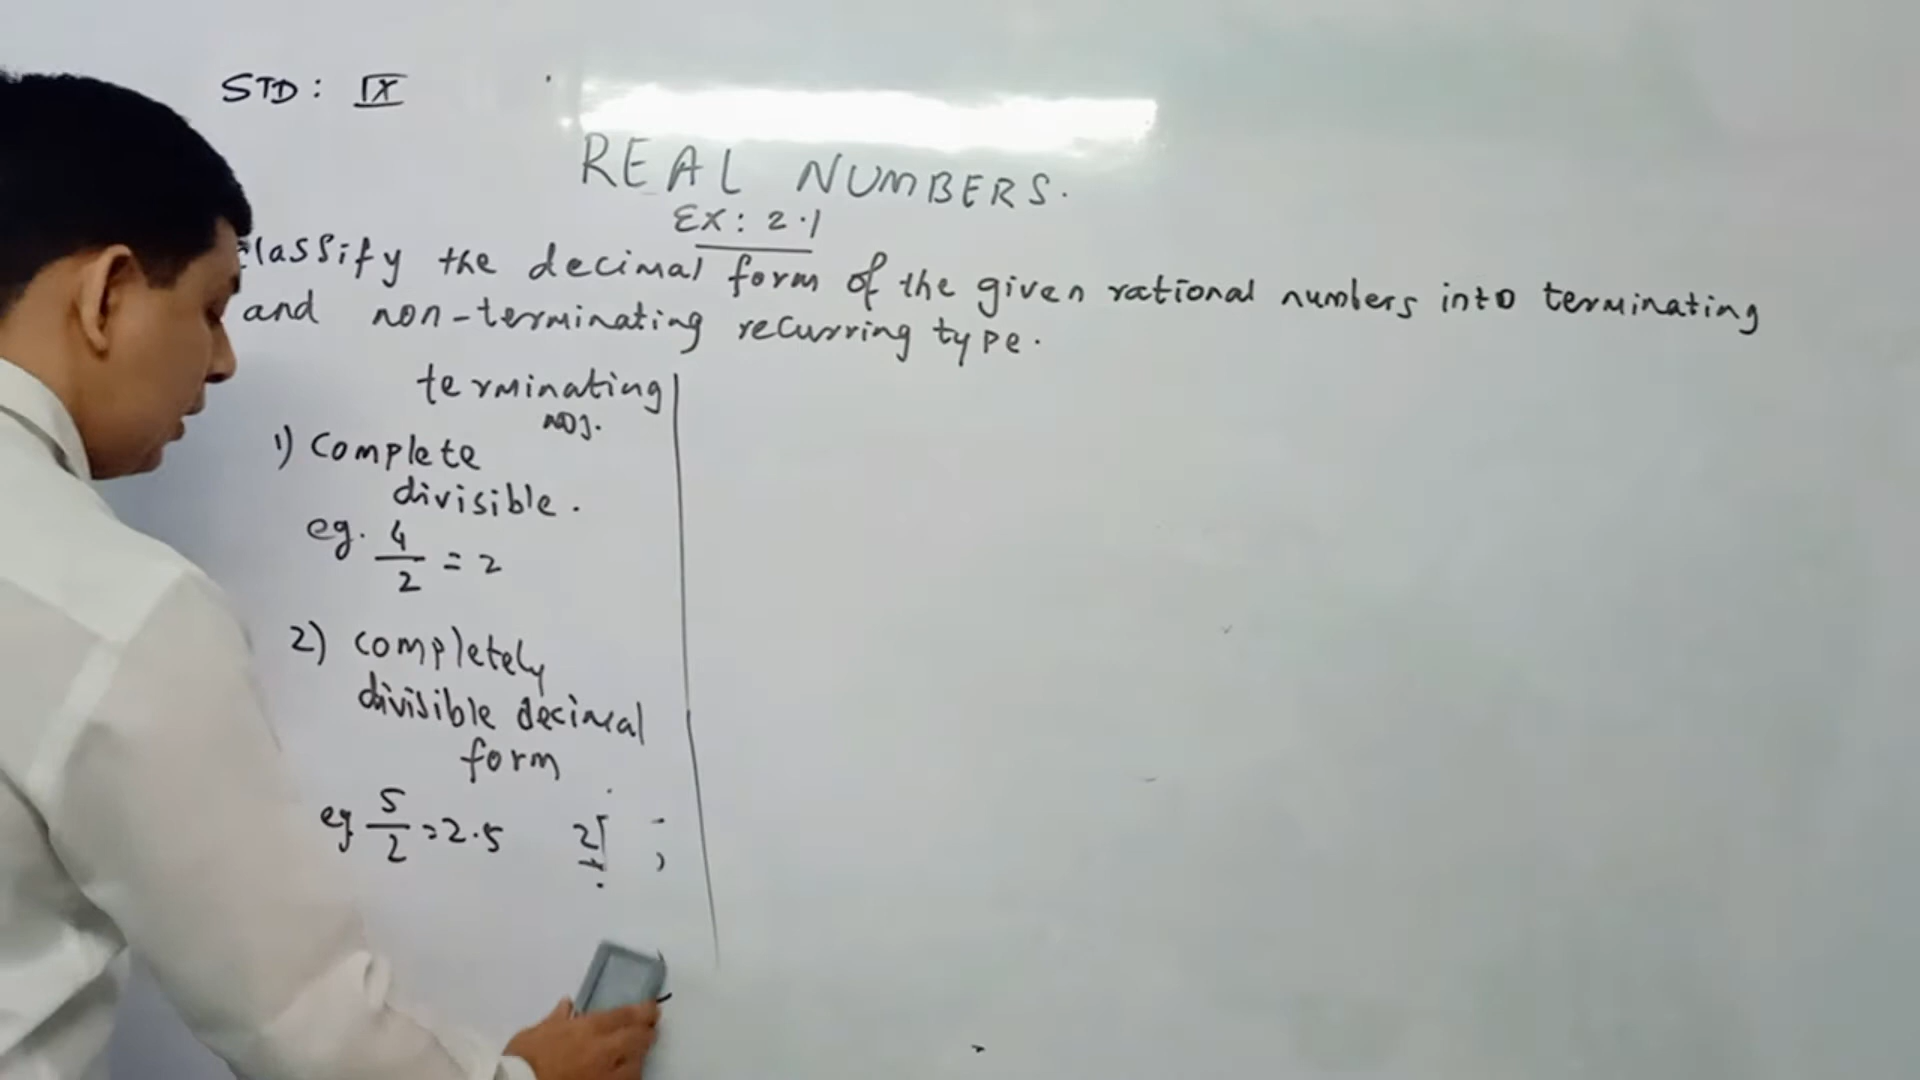 STD: IX
REAL NUMBERS.
EX: 2.1
classify the decimal form of the given rational numbers into terminating
and non-terminating recurring type.
terminating
nos.
1) Complete
divisible.
eg. 4/2 = 2
2) completely
divisible decimal
form
eg 5/2 = 2.5